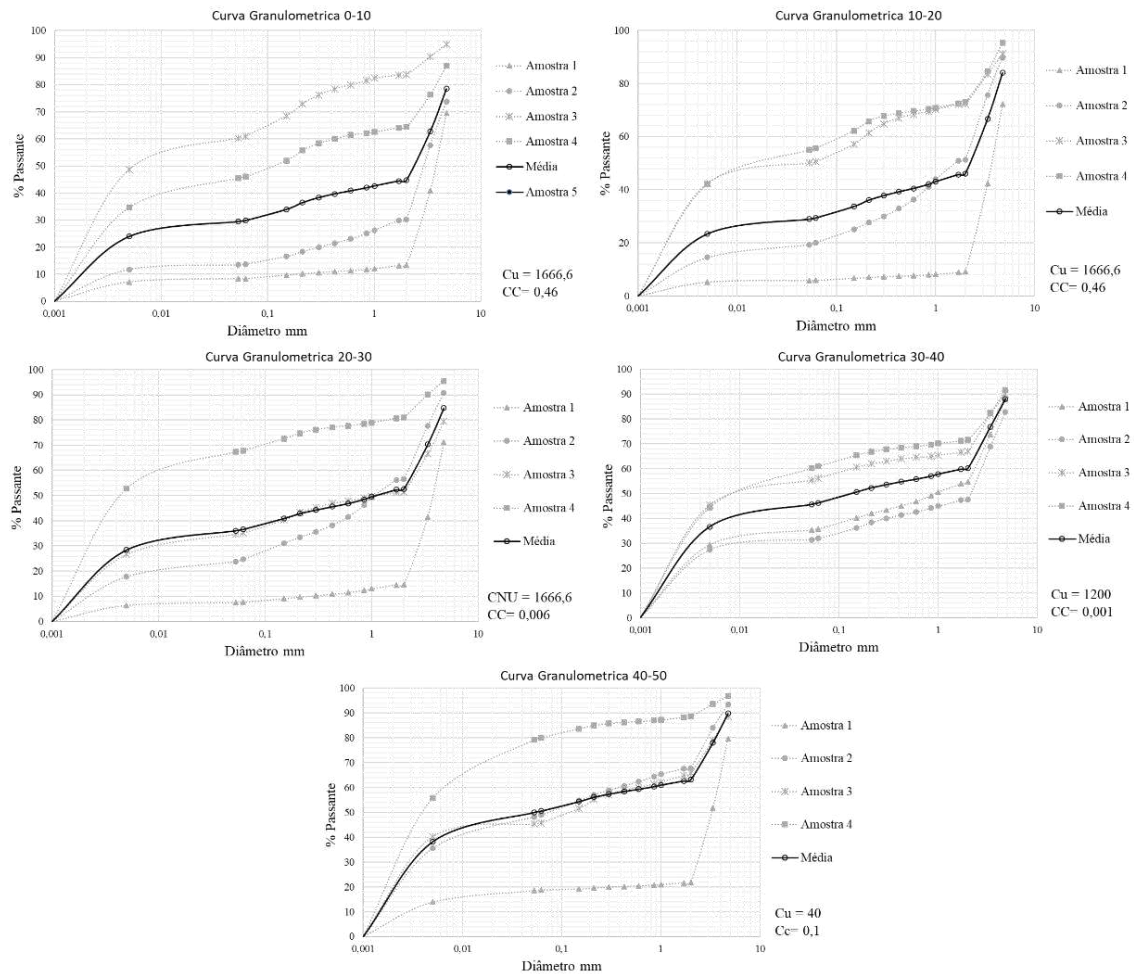 Curva Granulometrica 0-10
100
90
80
70
60
50
40
30
20
10
0
% Passante
0,001
0,01
0,1
1
10
Diâmetro mm
Amostra 1
Amostra 2
Amostra 3
Amostra 4
Média
Amostra 5
Cu = 1666,6
CC= 0,46
Curva Granulometrica 10-20
100
80
60
40
20
0
% Passante
0,001
0,01
0,1
1
10
Diâmetro mm
Amostra 1
Amostra 2
Amostra 3
Amostra 4
Média
Cu = 1666,6
CC= 0,46
Curva Granulometrica 20-30
100
90
80
70
60
50
40
30
20
10
0
% Passante
0,001
0,01
0,1
1
10
Diâmetro mm
Amostra 1
Amostra 2
Amostra 3
Amostra 4
Média
CNU = 1666,6
CC= 0,006
Curva Granulometrica 30-40
100
90
80
70
60
50
40
30
20
10
0
% Passante
0,001
0,01
0,1
1
10
Diâmetro mm
Amostra 1
Amostra 2
Amostra 3
Amostra 4
Média
Cu = 1200
CC= 0,001
Curva Granulometrica 40-50
100
90
80
70
60
50
40
30
20
10
0
% Passante
0,001
0,01
0,1
1
10
Diâmetro mm
Amostra 1
Amostra 2
Amostra 3
Amostra 4
Média
Cu = 40
Cc= 0,1